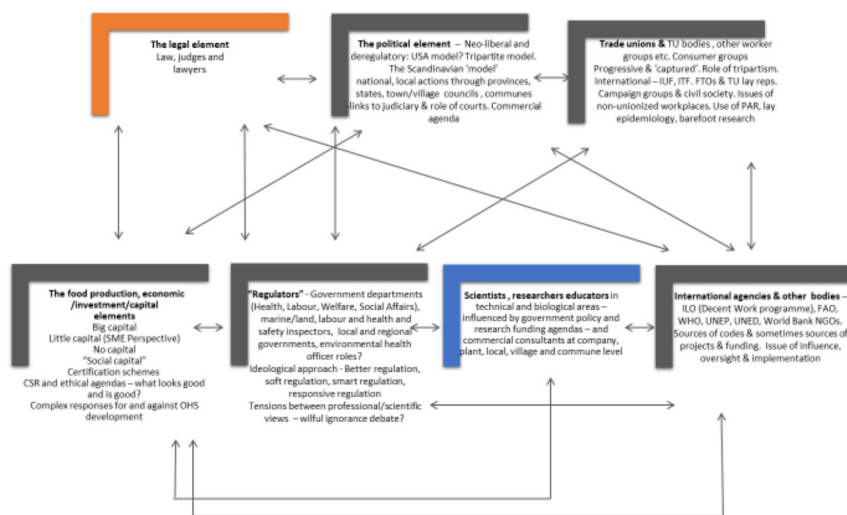 The legal element
Law, judges and
lawyers
The political element – Neo-liberal and
deregulatory: USA model? Tripartite model.
The Scandinavian 'model'
national, local actions through provinces,
states, town/village councils , communes
-links to judiciary & role of courts. Commercial
agenda
Trade unions & TU bodies , other worker
groups etc. Consumer groups
Progressive & 'captured'. Role of tripartism.
International – IUF, ITF. FTOs & TU lay reps.
Campaign groups & civil society. Issues of
non-unionized workplaces. Use of PAR, lay
epidemiology, barefoot research
The food production, economic
/investment/capital
elements
Big capital
Little capital (SME Perspective)
No capital
"Social capital"
Certification schemes
CSR and ethical agendas – what looks good
and is good?
Complex responses for and against OHS
development
"Regulators" - Government departments
(Health, Labour, Welfare, Social Affairs),
marine/land, labour and health and
safety inspectors, local and regional
governments, environmental health
officer roles?
Ideological approach - Better regulation,
soft regulation, smart regulation,
responsive regulation
Tensions between professional/scientific
views – wilful ignorance debate?
Scientists , researchers educators in
technical and biological areas –
influenced by government policy and
research funding agendas – and
commercial consultants at company,
plant, local, village and commune level
International agencies & other bodies –
ILO (Decent Work programme), FAO,
WHO, UNEP, UNED, World Bank NGOs.
Sources of codes & sometimes sources of
projects & funding. Issue of influence,
oversight & implementation